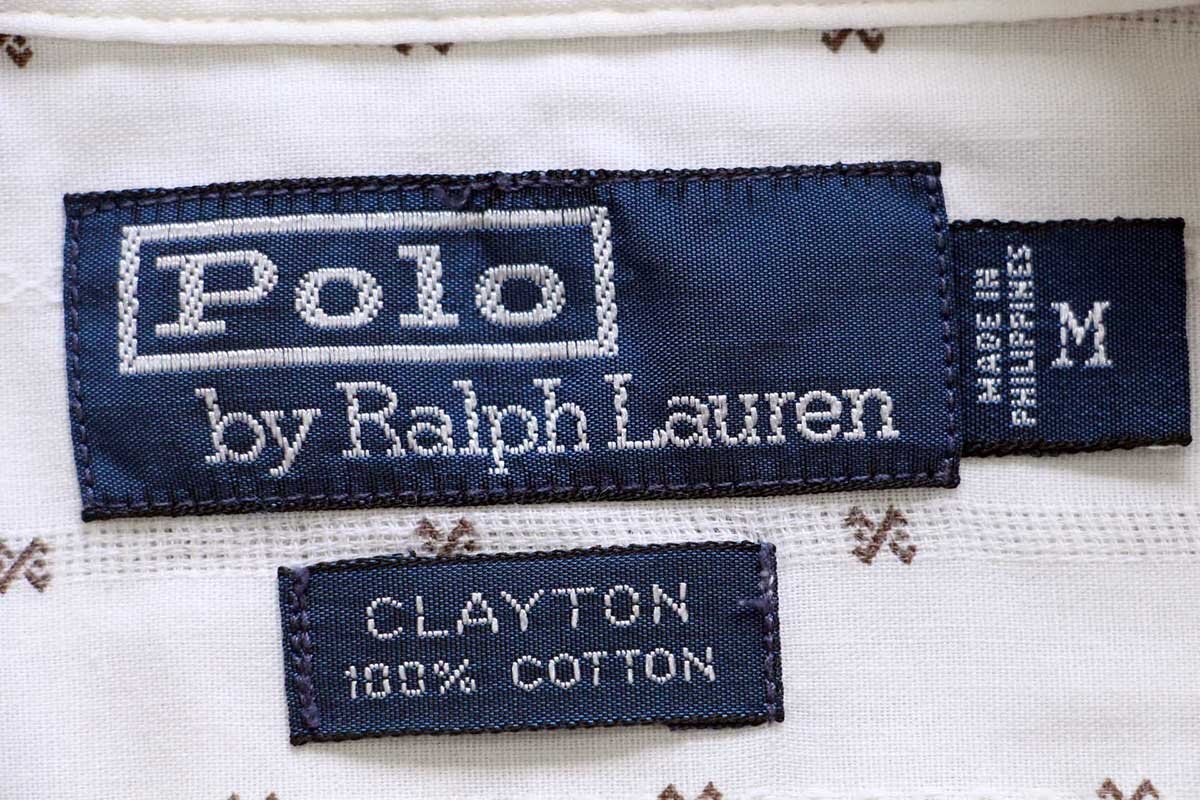 Polo
by Ralph Lauren
MADE IN
PHILIPPINES
M
CLAYTON
100% COTTON